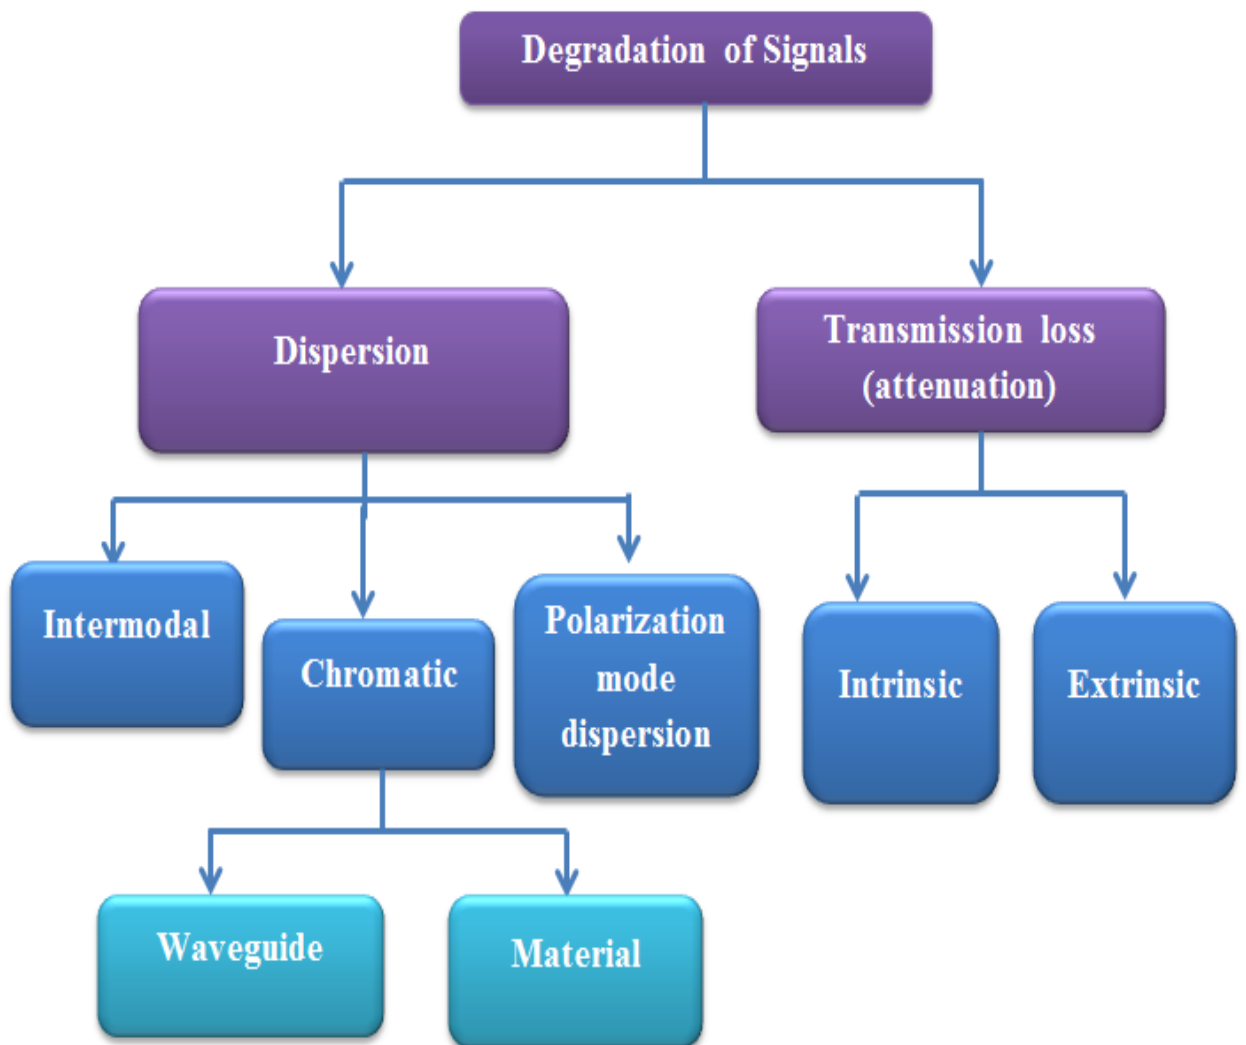 Degradation of Signals
Dispersion
Transmission loss
(attenuation)
Intermodal
Chromatic
Polarization
mode
dispersion
Intrinsic
Extrinsic
Waveguide
Material